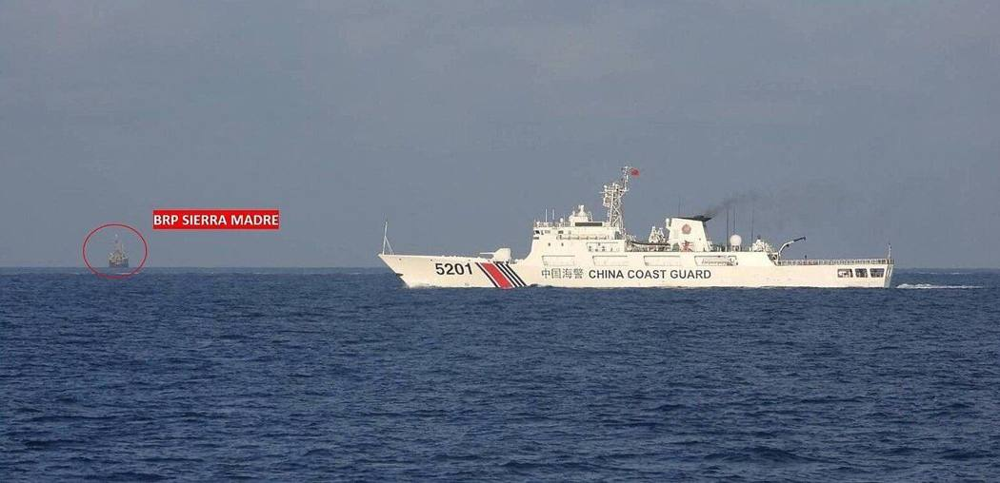 BRP SIERRA MADRE
5201 中国海警 CHINA COAST GUARD